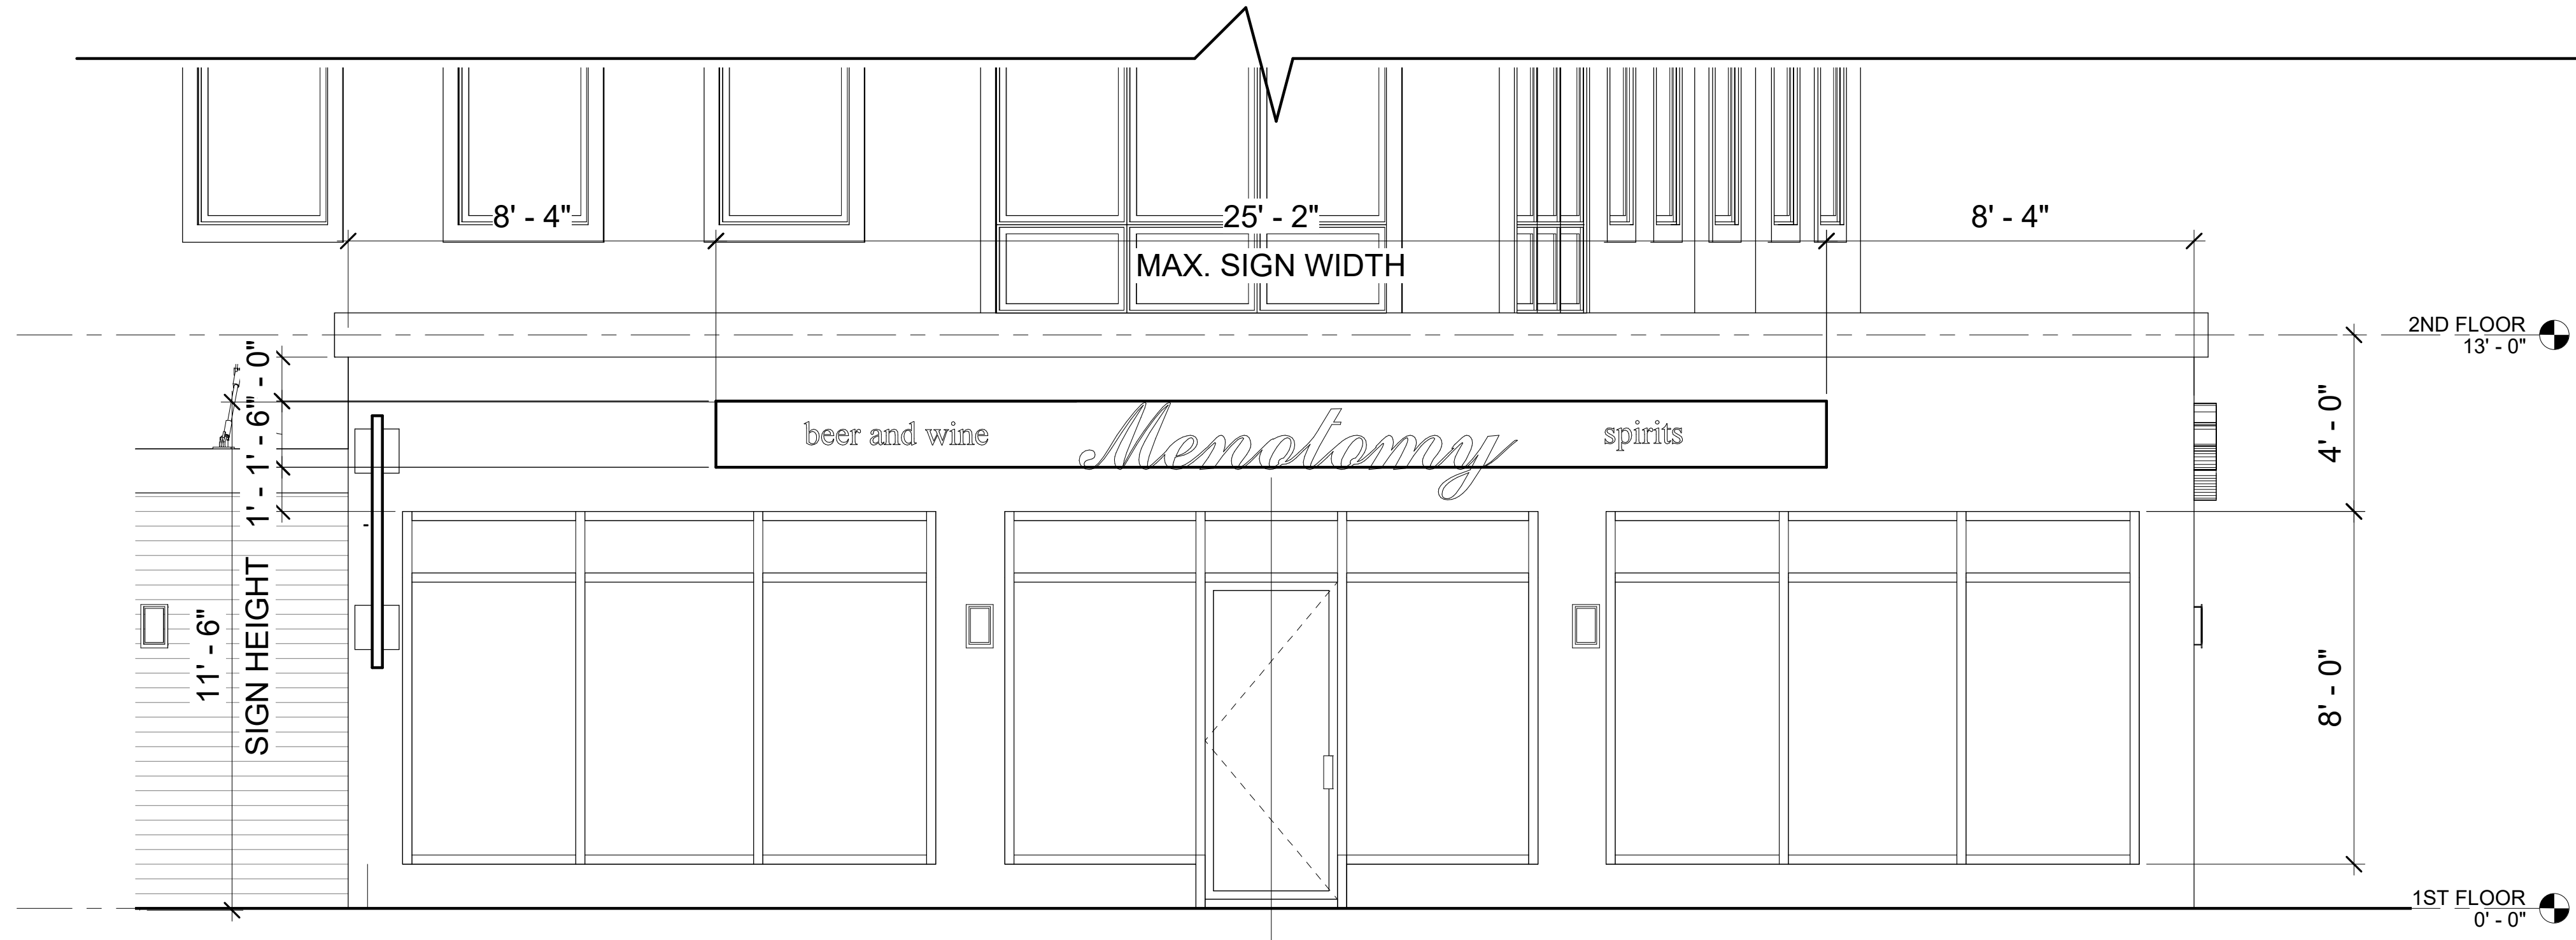 8' - 4"
25' - 2"
8' - 4"
MAX. SIGN WIDTH
2ND FLOOR
13' - 0"
1' - 0"
1' - 6"
1' - 1"
4' - 0"
beer and wine
Menotomy
spirits
11' - 6"
SIGN HEIGHT
8' - 0"
1ST FLOOR
0' - 0"